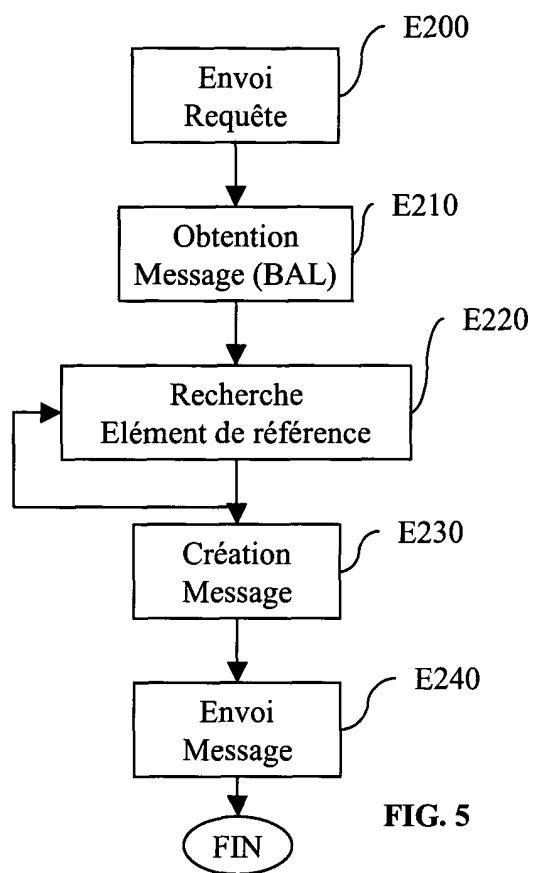 E200
Envoi
Requête
E210
Obtention
Message (BAL)
E220
Recherche
Elément de référence
E230
Création
Message
E240
Envoi
Message
FIG. 5
FIN